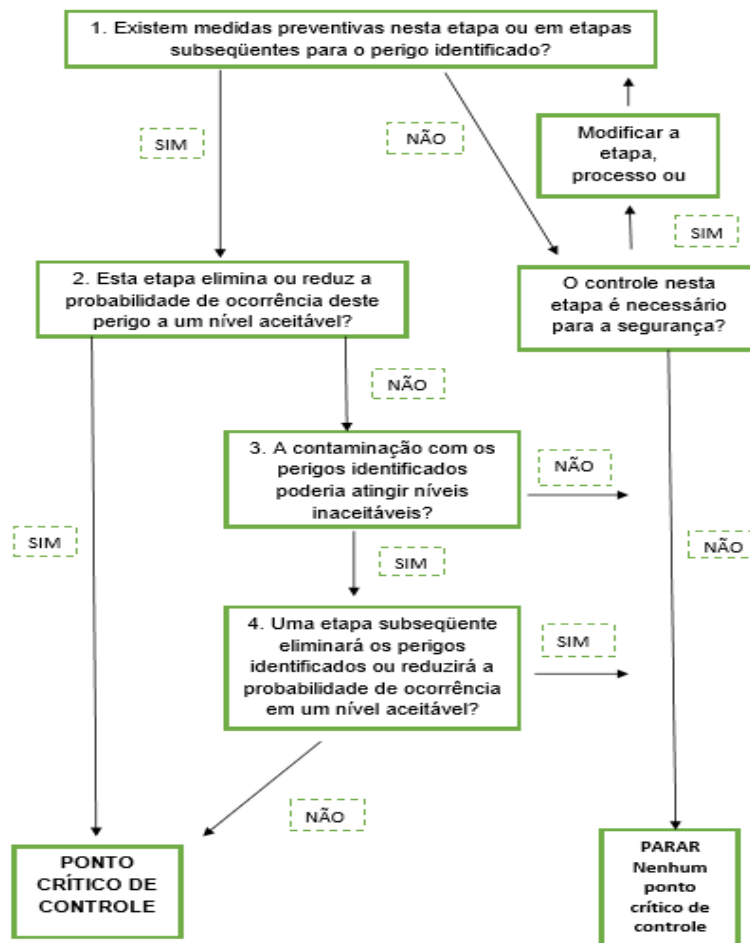 1. Existem medidas preventivas nesta etapa ou em etapas
subseqüentes para o perigo identificado?
SIM
NÃO
Modificar a
etapa,
processo ou
SIM
2. Esta etapa elimina ou reduz a
probabilidade de ocorrência deste
perigo a um nível aceitável?
O controle nesta
etapa é necessário
para a segurança?
NÃO
3. A contaminação com os
perigos identificados
poderia atingir níveis
inaceitáveis?
NÃO
SIM
NÃO
SIM
4. Uma etapa subseqüente
eliminará os perigos
identificados ou reduzirá a
probabilidade de ocorrência
em um nível aceitável?
SIM
NÃO
PONTO
CRÍTICO DE
CONTROLE
PARAR
Nenhum
ponto
crítico de
controle